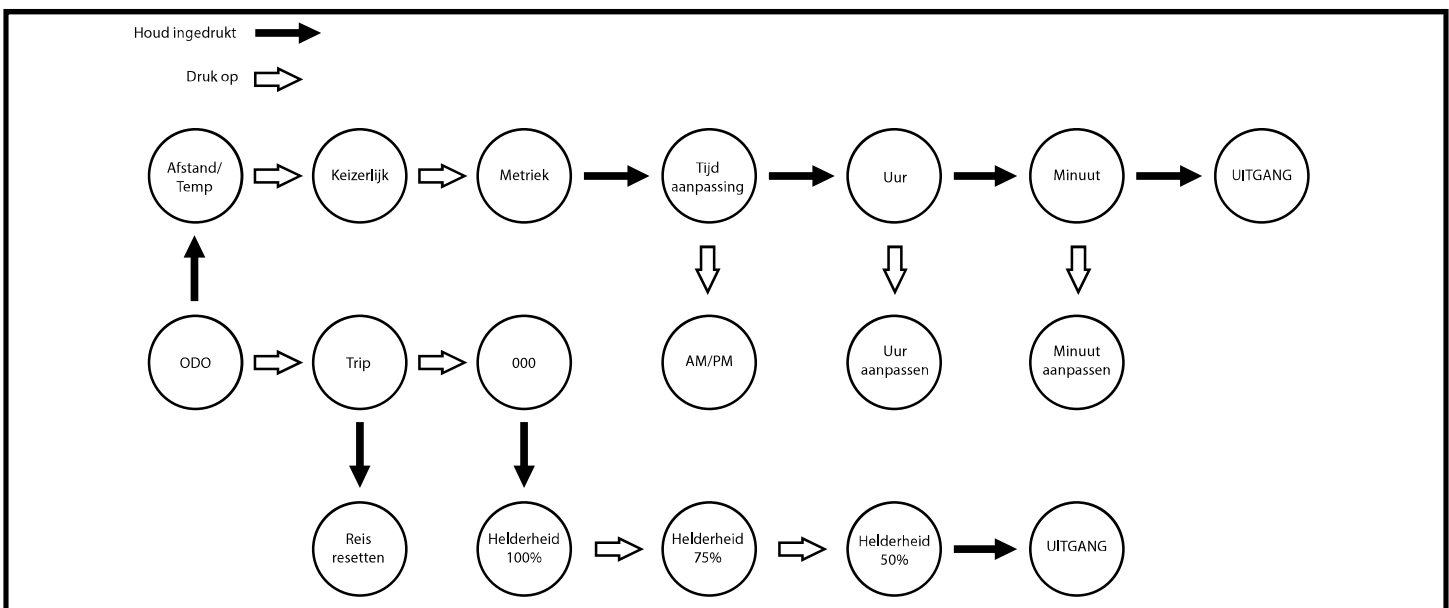 Houd ingedrukt
Druk op
Afstand/
Temp
Keizerlijk
Metriek
Tijd
aanpassing
Uur
Minuut
UITGANG
ODO
Trip
000
AM/PM
Uur
aanpassen
Minuut
aanpassen
Reis
resetten
Helderheid
100%
Helderheid
75%
Helderheid
50%
UITGANG